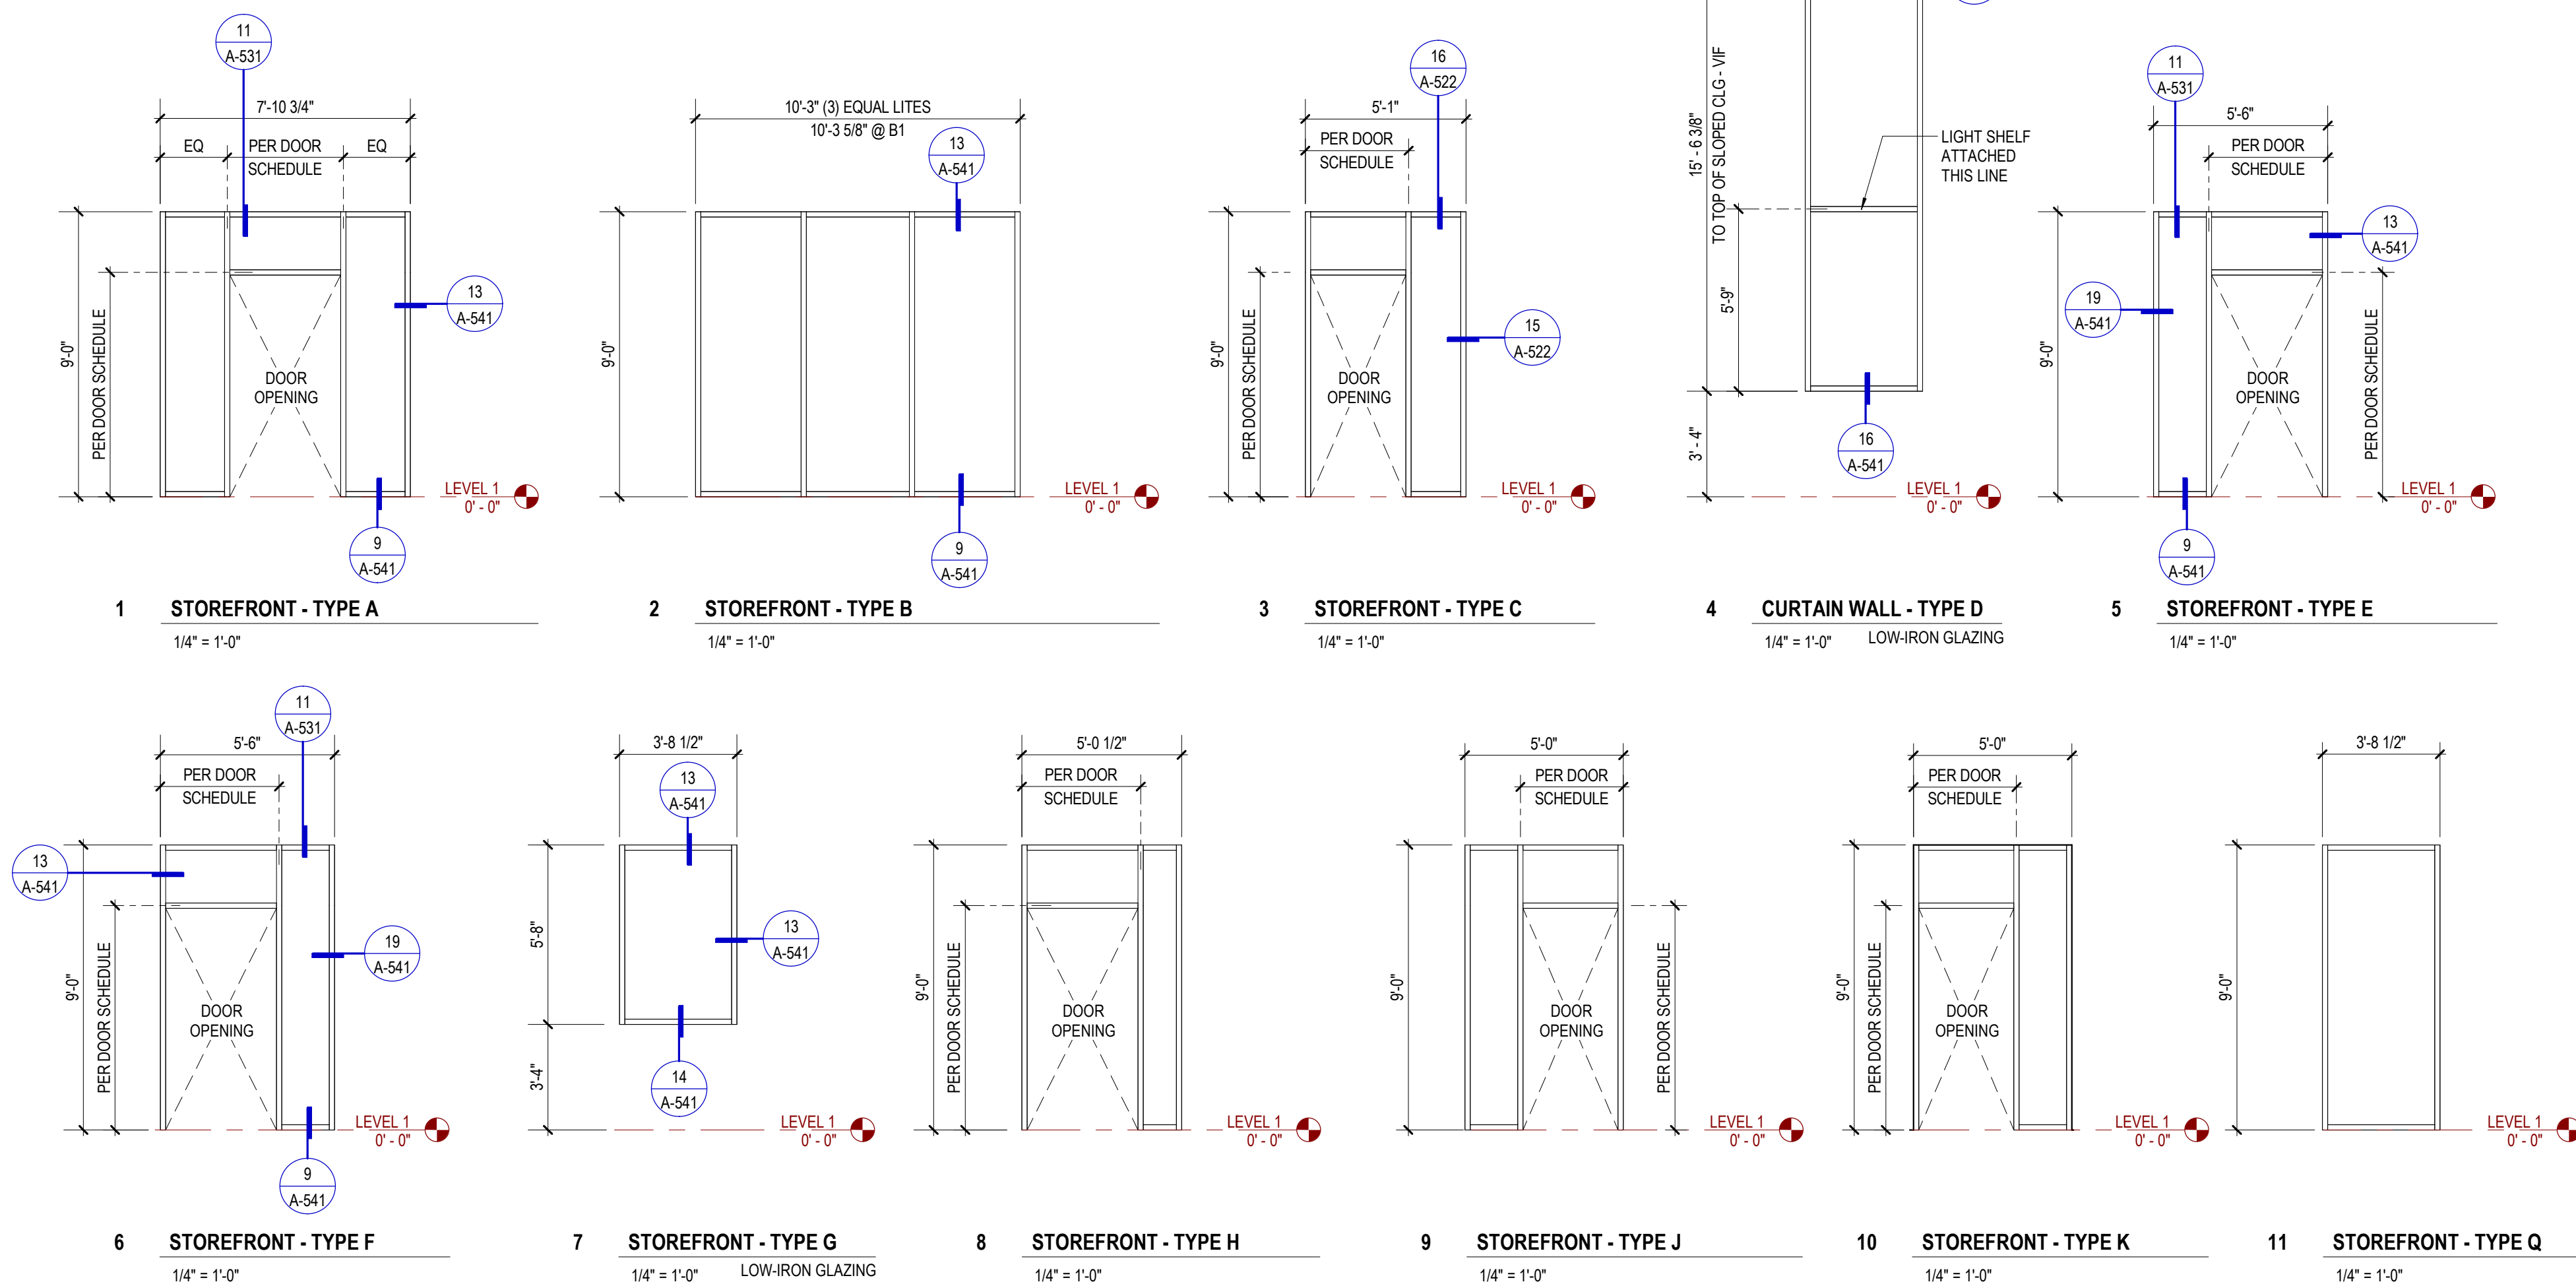 11
A-531
7'-10 3/4"
EQ
PER DOOR
SCHEDULE
EQ
9'-0"
PER DOOR SCHEDULE
13
A-541
DOOR
OPENING
LEVEL 1
0' - 0"
9
A-541
1
STOREFRONT - TYPE A
1/4" = 1'-0"
10'-3" (3) EQUAL LITES
10'-3 5/8" @ B1
13
A-541
9'-0"
LEVEL 1
0' - 0"
9
A-541
2
STOREFRONT - TYPE B
1/4" = 1'-0"
16
A-522
5'-1"
PER DOOR
SCHEDULE
9'-0"
PER DOOR SCHEDULE
15
A-522
DOOR
OPENING
LEVEL 1
0' - 0"
3
STOREFRONT - TYPE C
1/4" = 1'-0"
15' - 6 3/8"
TO TOP OF SLOPED CLG - VIF
LIGHT SHELF
ATTACHED
THIS LINE
5'-9"
3' - 4"
16
A-541
LEVEL 1
0' - 0"
4
CURTAIN WALL - TYPE D
1/4" = 1'-0"
LOW-IRON GLAZING
11
A-531
5'-6"
PER DOOR
SCHEDULE
13
A-541
19
A-541
9'-0"
PER DOOR SCHEDULE
DOOR
OPENING
LEVEL 1
0' - 0"
9
A-541
5
STOREFRONT - TYPE E
1/4" = 1'-0"
11
A-531
5'-6"
PER DOOR
SCHEDULE
13
A-541
9'-0"
PER DOOR SCHEDULE
19
A-541
DOOR
OPENING
LEVEL 1
0' - 0"
9
A-541
6
STOREFRONT - TYPE F
1/4" = 1'-0"
3'-8 1/2"
13
A-541
5'-8"
13
A-541
3'-4"
14
A-541
LEVEL 1
0' - 0"
7
STOREFRONT - TYPE G
1/4" = 1'-0"
LOW-IRON GLAZING
5'-0 1/2"
PER DOOR
SCHEDULE
9'-0"
PER DOOR SCHEDULE
DOOR
OPENING
LEVEL 1
0' - 0"
8
STOREFRONT - TYPE H
1/4" = 1'-0"
5'-0"
PER DOOR
SCHEDULE
9'-0"
PER DOOR SCHEDULE
DOOR
OPENING
LEVEL 1
0' - 0"
9
STOREFRONT - TYPE J
1/4" = 1'-0"
5'-0"
PER DOOR
SCHEDULE
9'-0"
PER DOOR SCHEDULE
DOOR
OPENING
LEVEL 1
0' - 0"
10
STOREFRONT - TYPE K
1/4" = 1'-0"
3'-8 1/2"
9'-0"
LEVEL 1
0' - 0"
11
STOREFRONT - TYPE Q
1/4" = 1'-0"